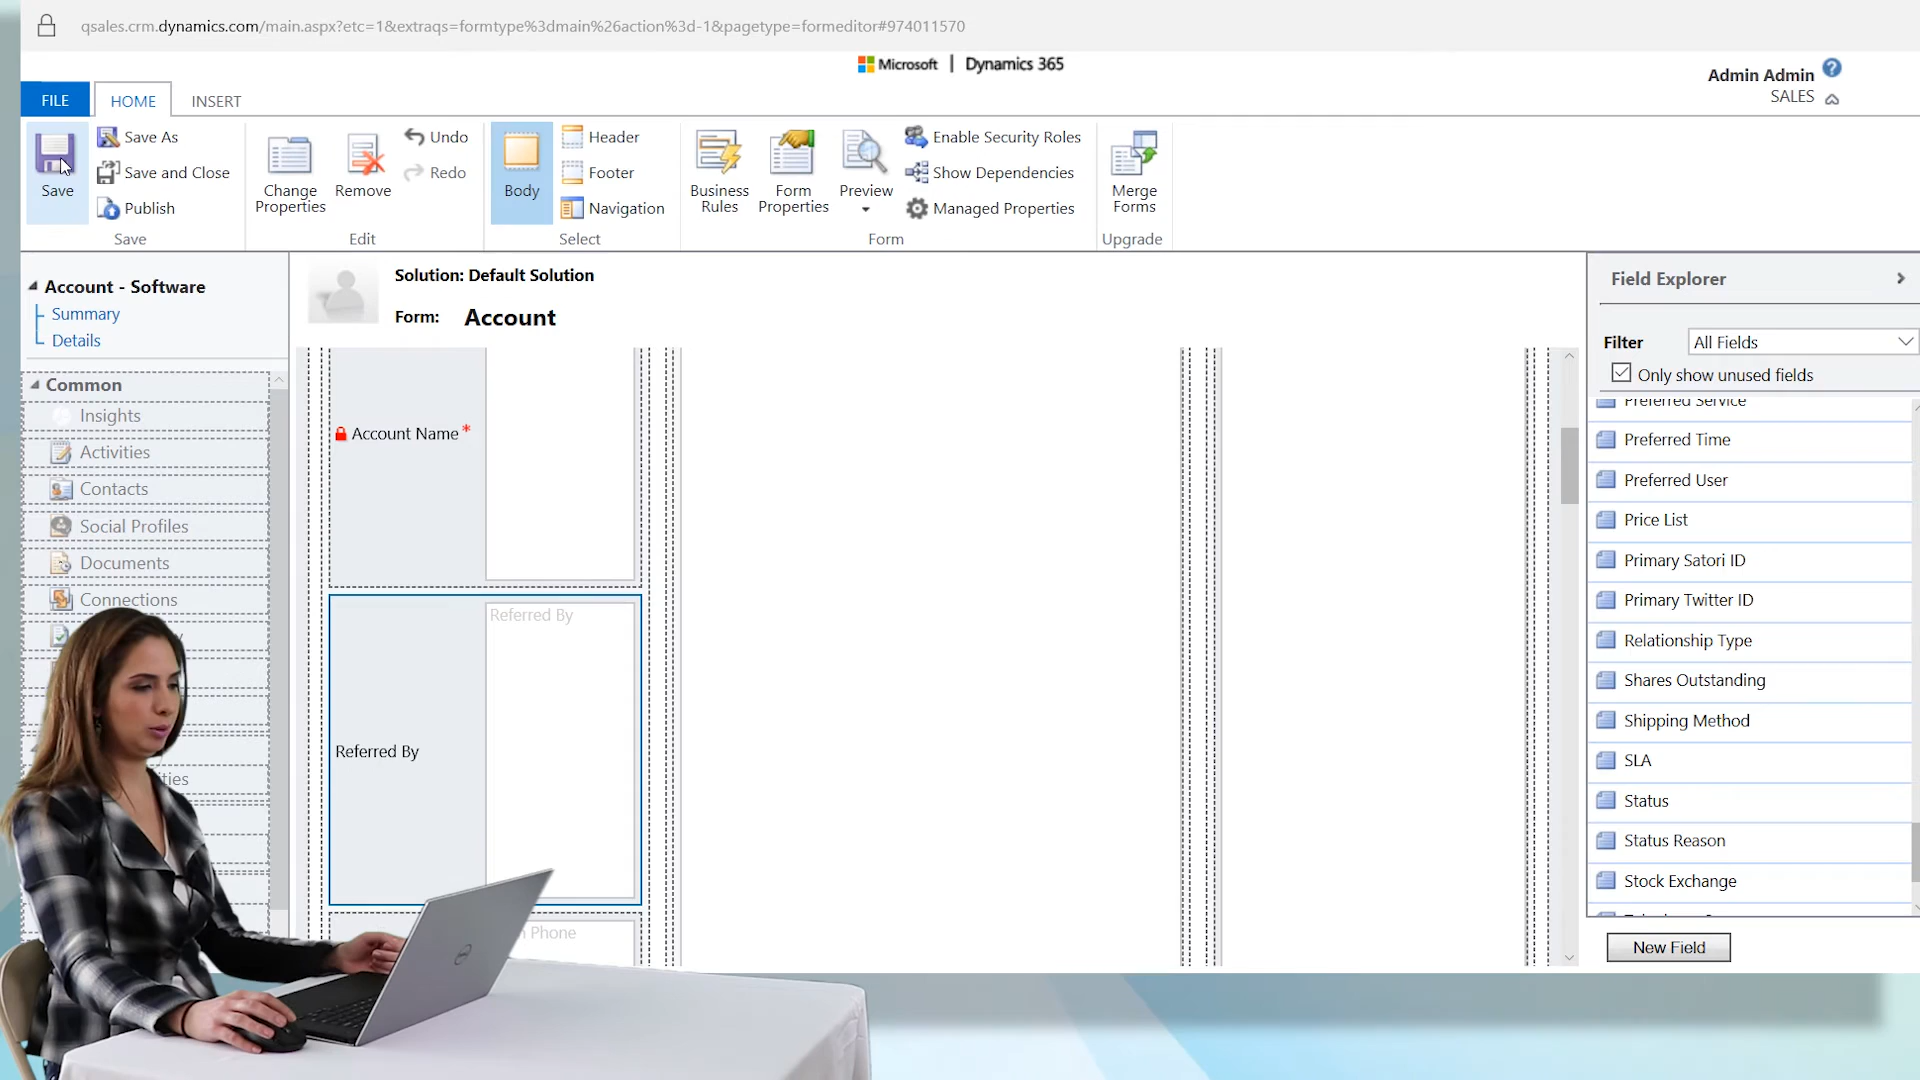 qsales.crm.dynamics.com/main.aspx?etc=1&extraqs=formtype%3dmain%26action%3d-1&pagetype=formeditor#974011570
Microsoft | Dynamics 365
Admin Admin
SALES
FILE
HOME
INSERT
Save
Save As
Save and Close
Publish
Save
Change Properties
Remove
Undo
Redo
Edit
Body
Header
Footer
Navigation
Select
Business Rules
Form Properties
Preview
Enable Security Roles
Show Dependencies
Managed Properties
Form
Merge Forms
Upgrade
Account - Software
Summary
Details
Common
Insights
Activities
Contacts
Social Profiles
Documents
Connections
Solution: Default Solution
Form: Account
Account Name*
Referred By
Referred By
Phone
Field Explorer
Filter
All Fields
Only show unused fields
Preferred Service
Preferred Time
Preferred User
Price List
Primary Satori ID
Primary Twitter ID
Relationship Type
Shares Outstanding
Shipping Method
SLA
Status
Status Reason
Stock Exchange
New Field
DELL